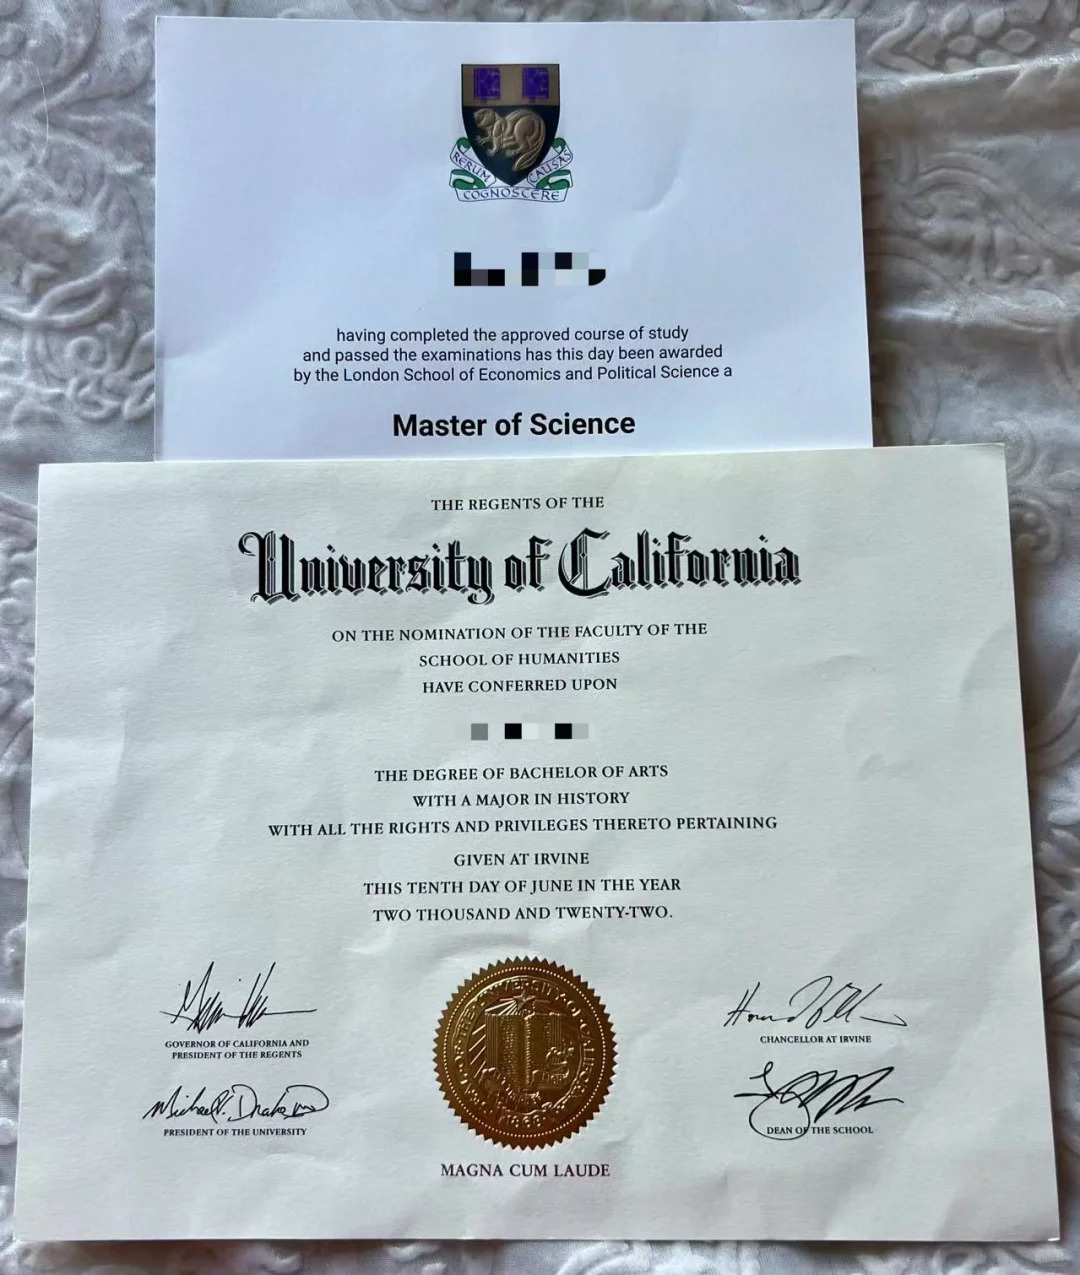 RERUM CAUSAS
COGNOSCERE
having completed the approved course of study
and passed the examinations has this day been awarded
by the London School of Economics and Political Science a
Master of Science
THE REGENTS OF THE
University of California
ON THE NOMINATION OF THE FACULTY OF THE
SCHOOL OF HUMANITIES
HAVE CONFERRED UPON
THE DEGREE OF BACHELOR OF ARTS
WITH A MAJOR IN HISTORY
WITH ALL THE RIGHTS AND PRIVILEGES THERETO PERTAINING
GIVEN AT IRVINE
THIS TENTH DAY OF JUNE IN THE YEAR
TWO THOUSAND AND TWENTY-TWO.
GOVERNOR OF CALIFORNIA AND
PRESIDENT OF THE REGENTS
CHANCELLOR AT IRVINE
Michael V. Drake MD
PRESIDENT OF THE UNIVERSITY
DEAN OF THE SCHOOL
MAGNA CUM LAUDE